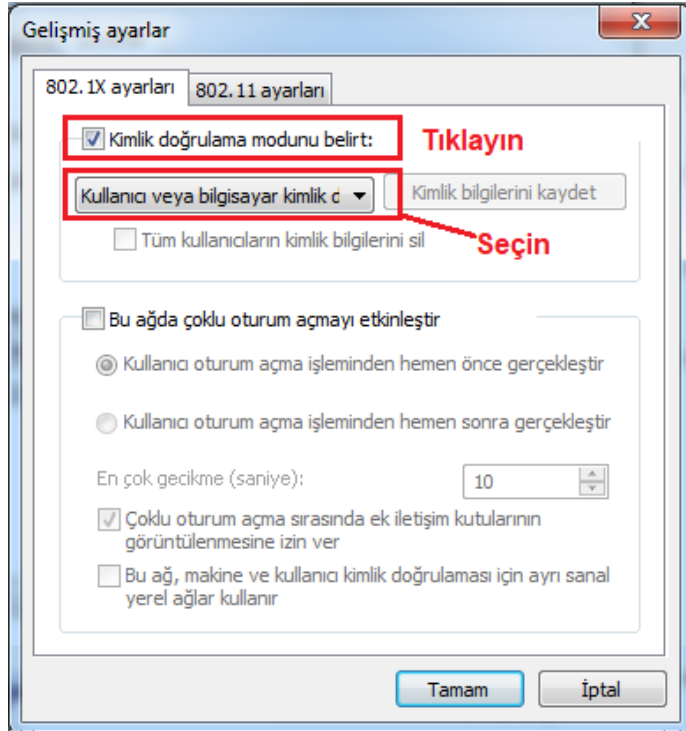 Gelişmiş ayarlar
802.1X ayarları 802.11 ayarları
Kimlik doğrulama modunu belirt: Tıklayın
Kullanıcı veya bilgisayar kimlik d Kimlik bilgilerini kaydet
Tüm kullanıcıların kimlik bilgilerini sil Seçin
Bu ağda çoklu oturum açmayı etkinleştir
Kullanıcı oturum açma işleminden hemen önce gerçekleştir
Kullanıcı oturum açma işleminden hemen sonra gerçekleştir
En çok gecikme (saniye): 10
Çoklu oturum açma sırasında ek iletişim kutularının
görüntülenmesine izin ver
Bu ağ, makine ve kullanıcı kimlik doğrulaması için ayrı sanal
yerel ağlar kullanır
Tamam İptal